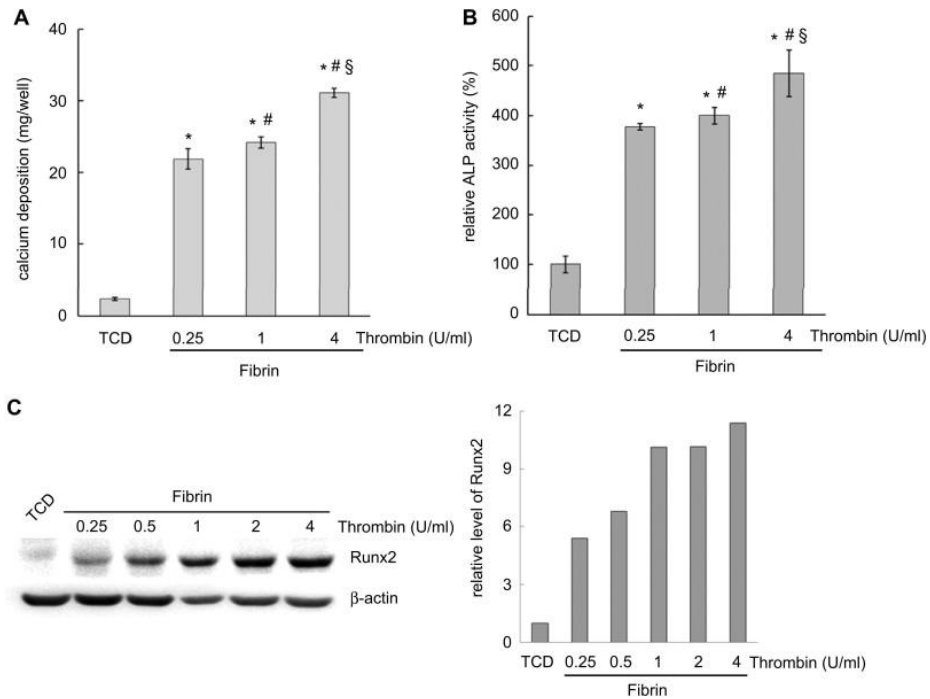 A
calcium deposition (mg/well)
40
30
20
10
0
*
* #
* # §
TCD
0.25
1
4
Thrombin (U/ml)
Fibrin
B
relative ALP activity (%)
600
500
400
300
200
100
0
*
* #
* # §
TCD
0.25
1
4
Thrombin (U/ml)
Fibrin
C
TCD
Fibrin
0.25 0.5 1 2 4 Thrombin (U/ml)
Runx2
β-actin
relative level of Runx2
12
9
6
3
0
TCD 0.25 0.5 1 2 4 Thrombin (U/ml)
Fibrin